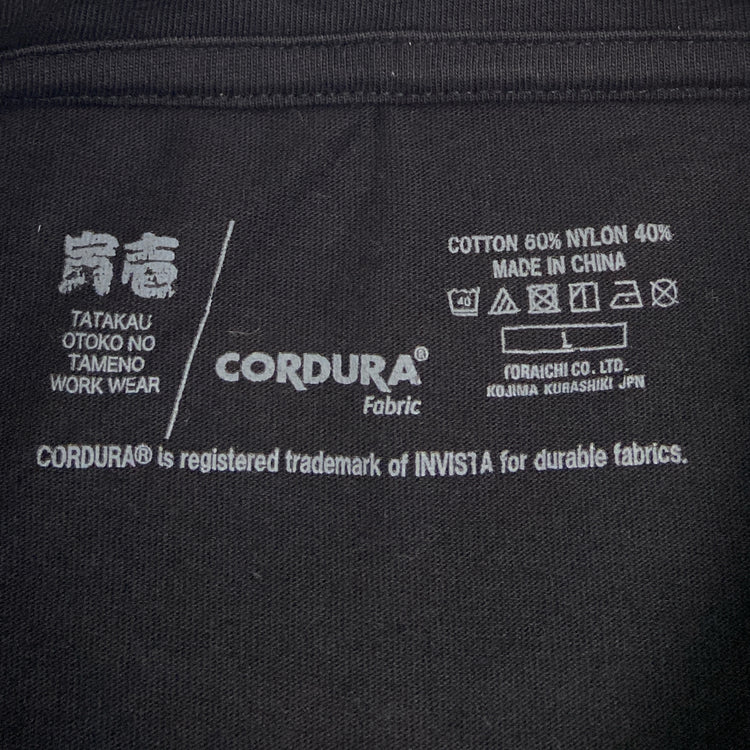 寅壱
TATAKAU
OTOKO NO
TAMENO
WORK WEAR
CORDURA®
Fabric
COTTON 60% NYLON 40%
MADE IN CHINA
40
L
TORAICHI CO. LTD.
KOJIMA KURASHIKI JPN
CORDURA® is registered trademark of INVISTA for durable fabrics.